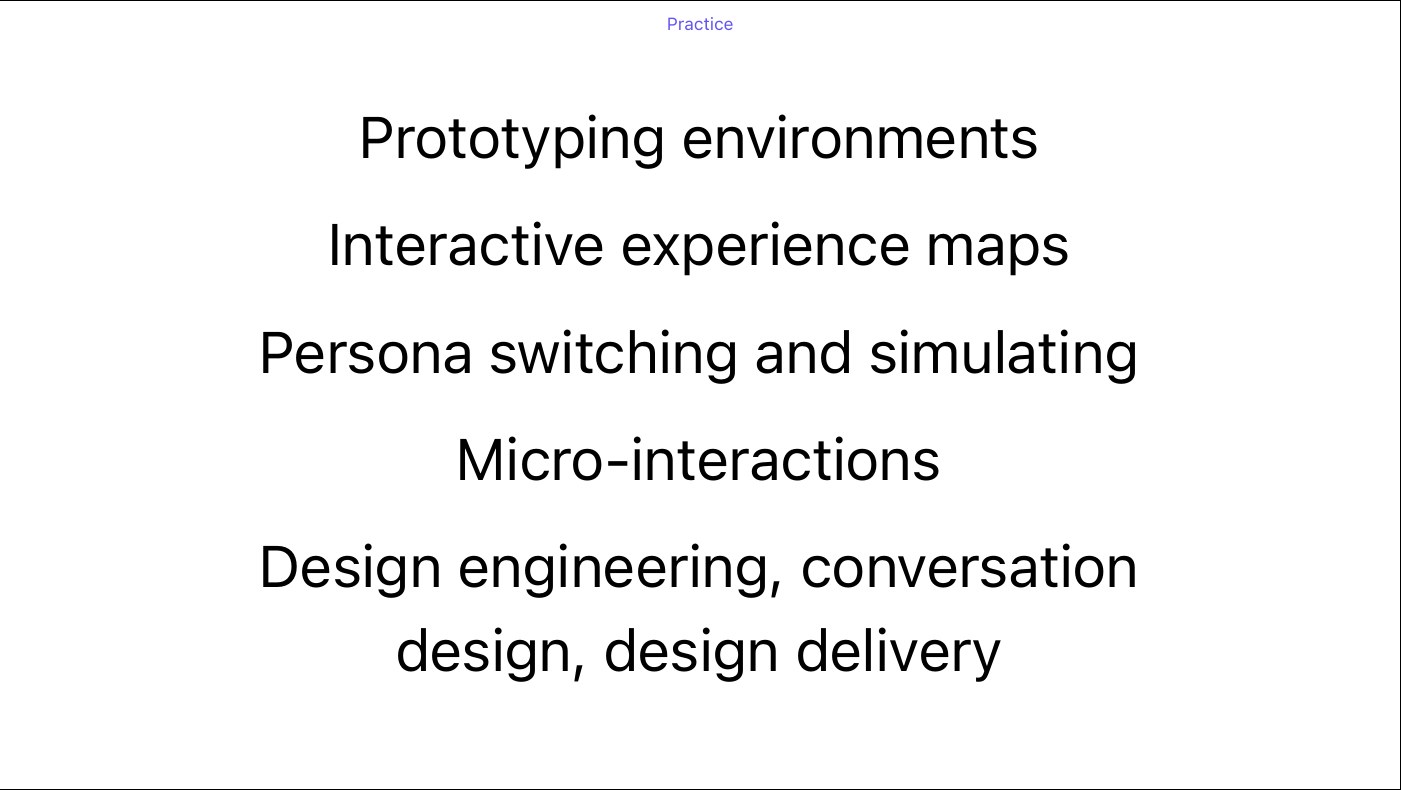 Practice
Prototyping environments
Interactive experience maps
Persona switching and simulating
Micro-interactions
Design engineering, conversation
design, design delivery